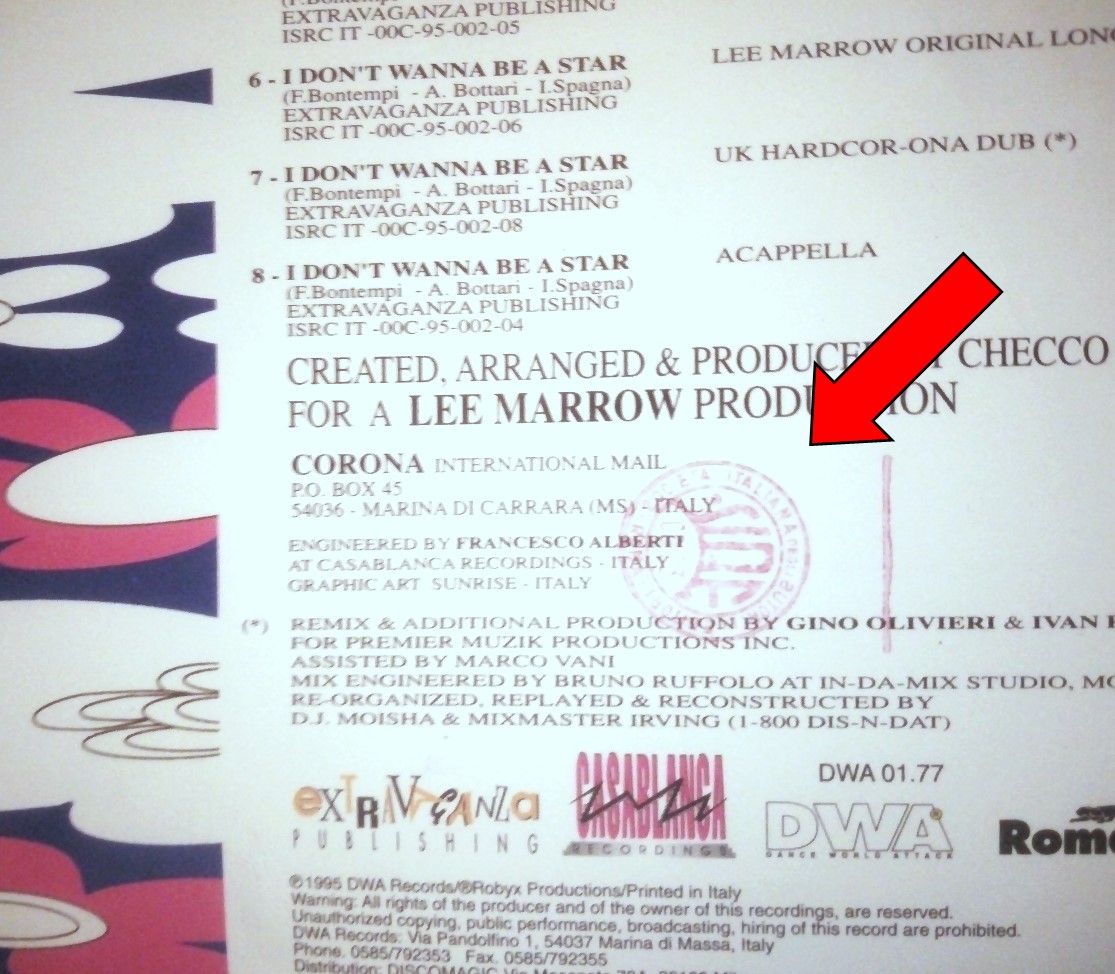 EXTRAVAGANZA PUBLISHING
ISRC IT -00C-95-002-05
6 - I DON'T WANNA BE A STAR LEE MARROW ORIGINAL
(F.Bontempi - A. Bottari - I.Spagna)
EXTRAVAGANZA PUBLISHING
ISRC IT -00C-95-002-06
7 - I DON'T WANNA BE A STAR UK HARDCOR-ONA DUB (*)
(F.Bontempi - A. Bottari - I.Spagna)
EXTRAVAGANZA PUBLISHING
ISRC IT -00C-95-002-08
8 - I DON'T WANNA BE A STAR ACAPPELLA
(F.Bontempi - A. Bottari - I.Spagna)
EXTRAVAGANZA PUBLISHING
ISRC IT -00C-95-002-04
CREATED, ARRANGED & CHECCO
FOR A LEE MARROW
CORONA INTERNATIONAL MAIL
P.O. BOX 45
54036 - MARINA DI CARRARA (MS) - ITALY
ITALIANA
ENGINEERED BY FRANCESCO ALBERTI
AT CASABLANCA RECORDINGS - ITALY
GRAPHIC ART SUNRISE - ITALY
(*) REMIX & ADDITIONAL PRODUCTION BY GINO OLIVIERI & IVAN
FOR PREMIER MUZIK PRODUCTIONS INC.
ASSISTED BY MARCO VANI
MIX ENGINEERED BY BRUNO RUFFOLO AT IN-DA-MIX STUDIO,
RE-ORGANIZED, REPLAYED & RECONSTRUCTED BY
D.J. MOISHA & MIXMASTER IRVING (1-800 DIS-N-DAT)
eXTRAVAGANZa
PUBLISHING
CASABLANCA
RECORDINGS
DWA 01.77
DWA
DANCE WORLD ATTACK
℗1995 DWA Records/®Robyx Productions/Printed in Italy
Warning: All rights of the producer and of the owner of this recordings, are reserved.
Unauthorized copying, public performance, broadcasting, hiring of this record are prohibited.
DWA Records: Via Pandolfino 1, 54037 Marina di Massa, Italy
Phone. 0585/792353 Fax. 0585/792355
Distribution: DISCOMAGIC Via